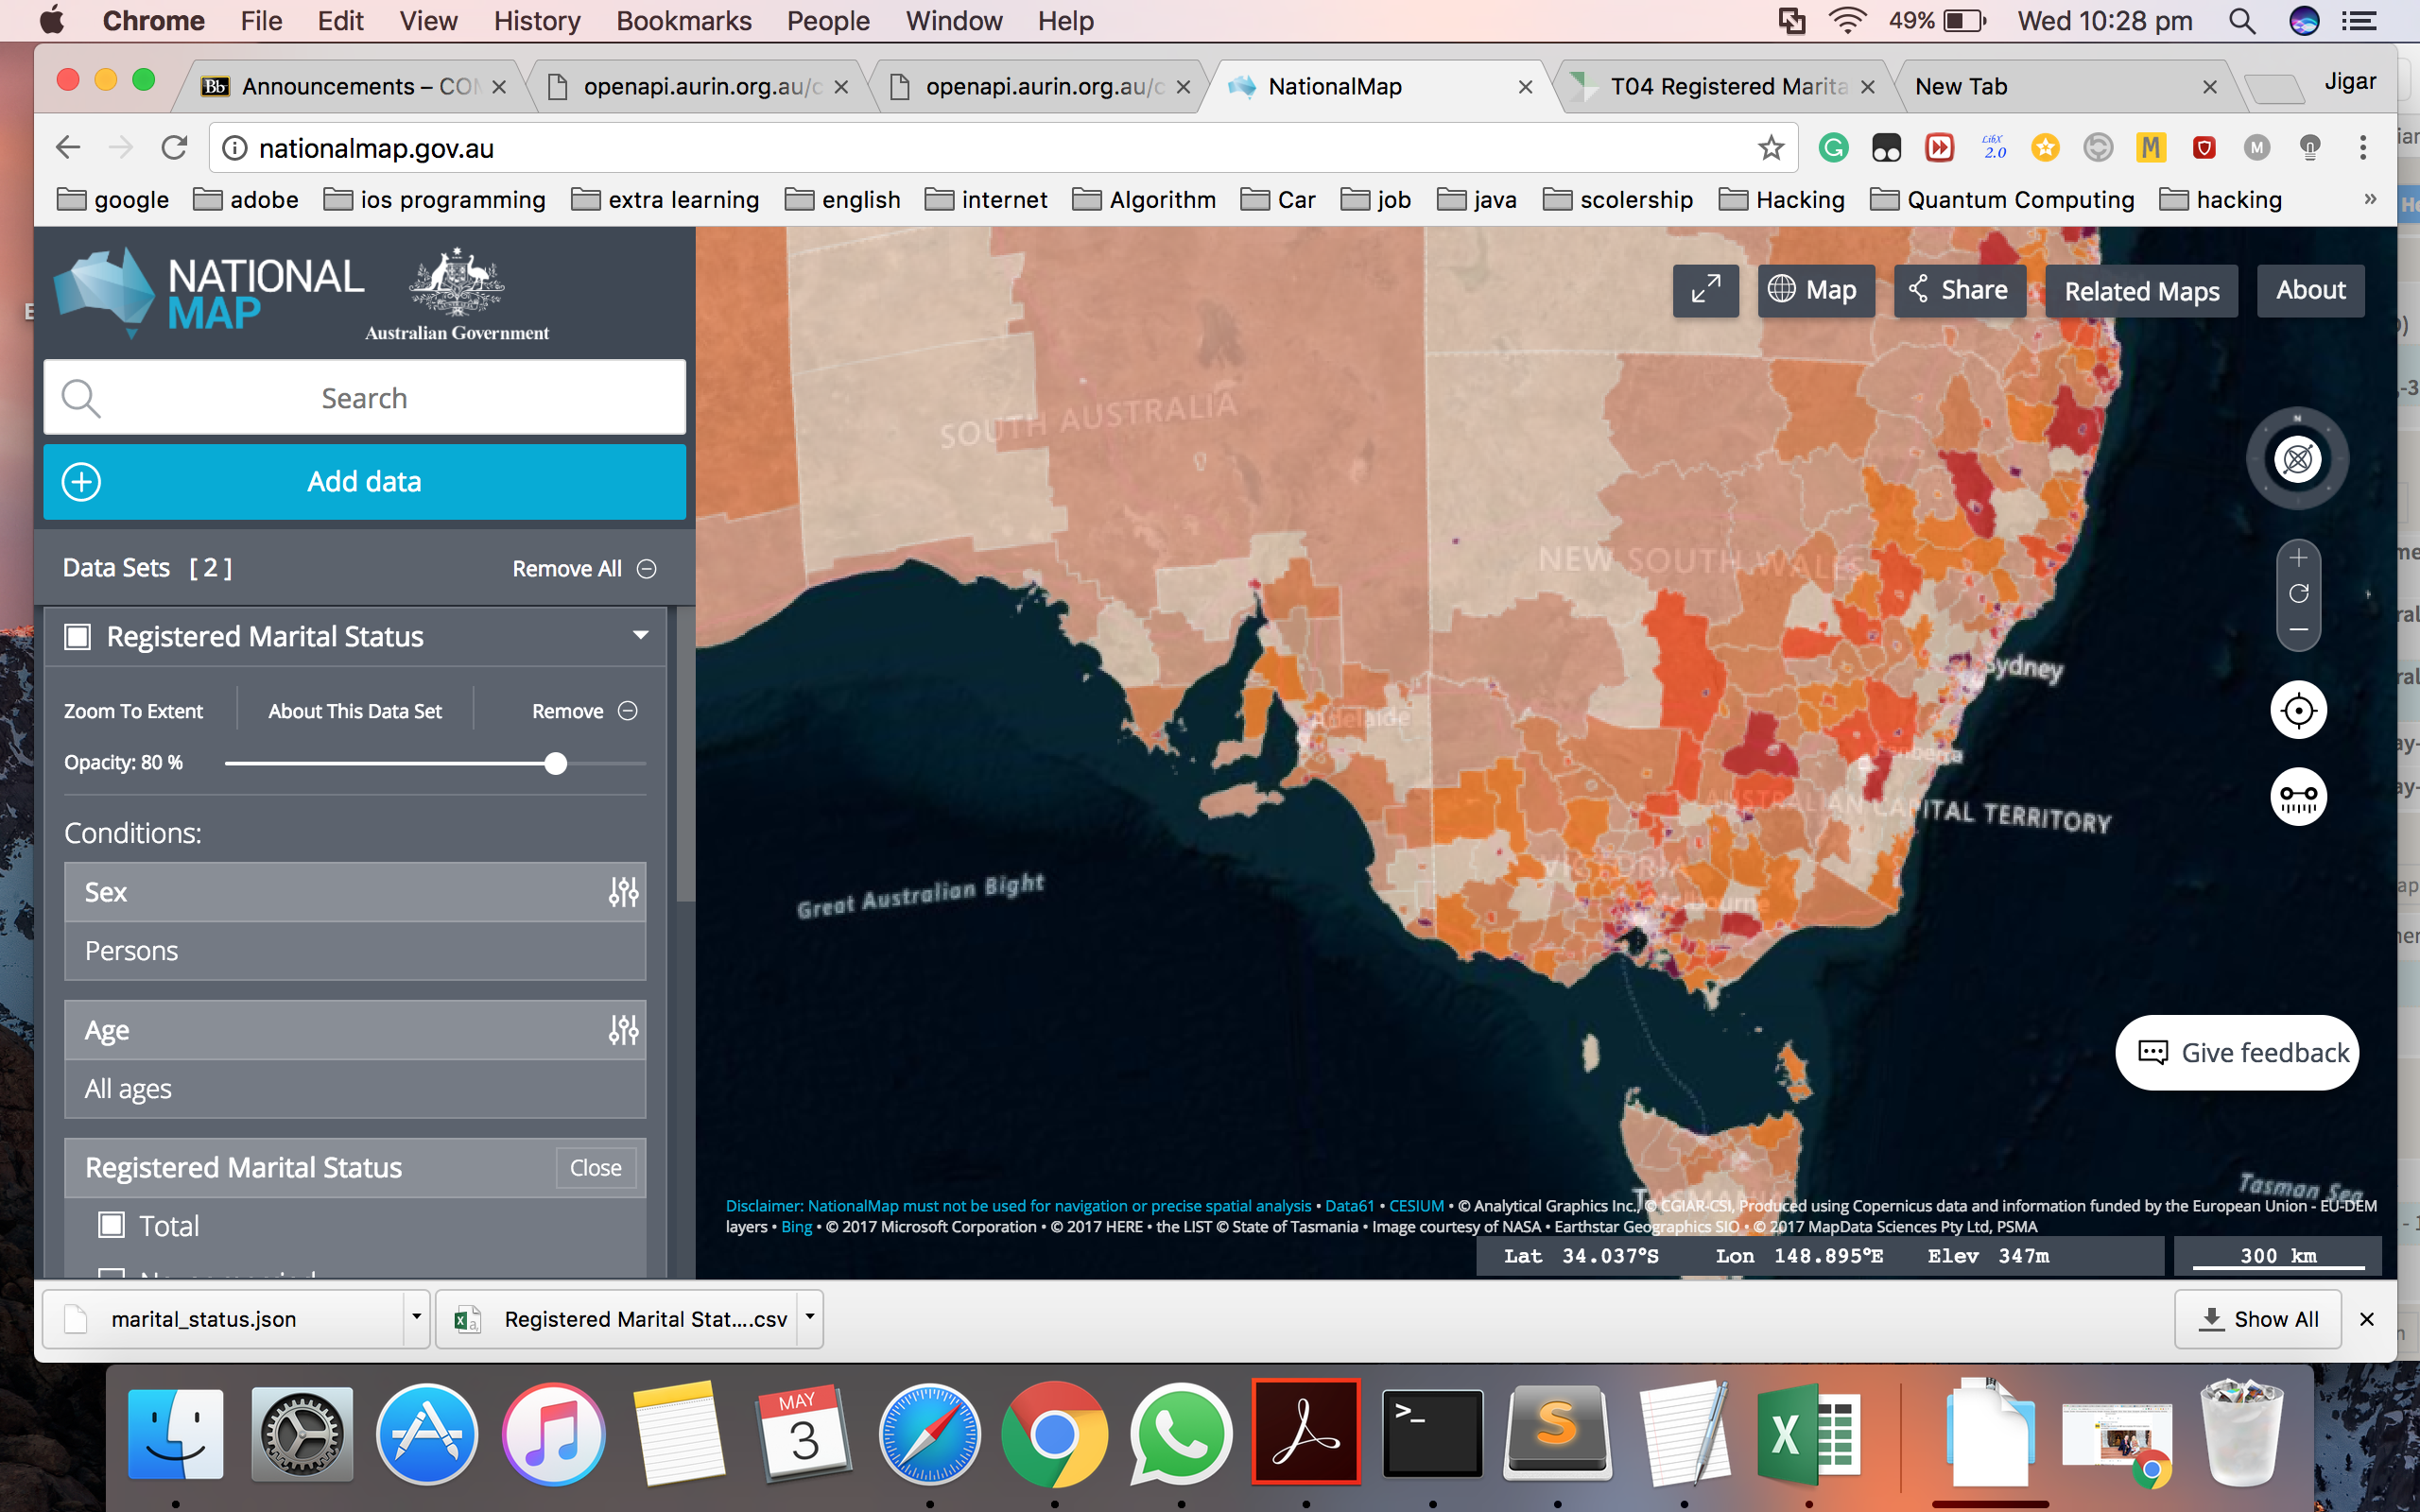 Chrome File Edit View History Bookmarks People Window Help 49% Wed 10:28 pm
Bb Announcements – CO openapi.aurin.org.au/c openapi.aurin.org.au/c NationalMap T04 Registered Marita New Tab Jigar
nationalmap.gov.au LibX 2.0 M M
google adobe ios programming extra learning english internet Algorithm Car job java scolership Hacking Quantum Computing hacking »
NATIONAL
MAP
Australian Government
Map Share Related Maps About
Search
Add data
Data Sets [ 2 ] Remove All
Registered Marital Status
Zoom To Extent About This Data Set Remove
Opacity: 80 %
Conditions:
Sex
Persons
Age
All ages
Registered Marital Status Close
Total
SOUTH AUSTRALIA
NEW SOUTH WALES
N
Sydney
Adelaide
Canberra
AUSTRALIAN CAPITAL TERRITORY
VICTORIA
Melbourne
Great Australian Bight
Give feedback
Tasman Sea
Disclaimer: NationalMap must not be used for navigation or precise spatial analysis • Data61 • CESIUM • © Analytical Graphics Inc., © CGIAR-CSI, Produced using Copernicus data and information funded by the European Union - EU-DEM
layers • Bing • © 2017 Microsoft Corporation • © 2017 HERE • the LIST © State of Tasmania • Image courtesy of NASA • Earthstar Geographics SIO • © 2017 MapData Sciences Pty Ltd, PSMA
Lat 34.037°S Lon 148.895°E Elev 347m 300 km
marital_status.json Registered Marital Stat....csv Show All
MAY
3